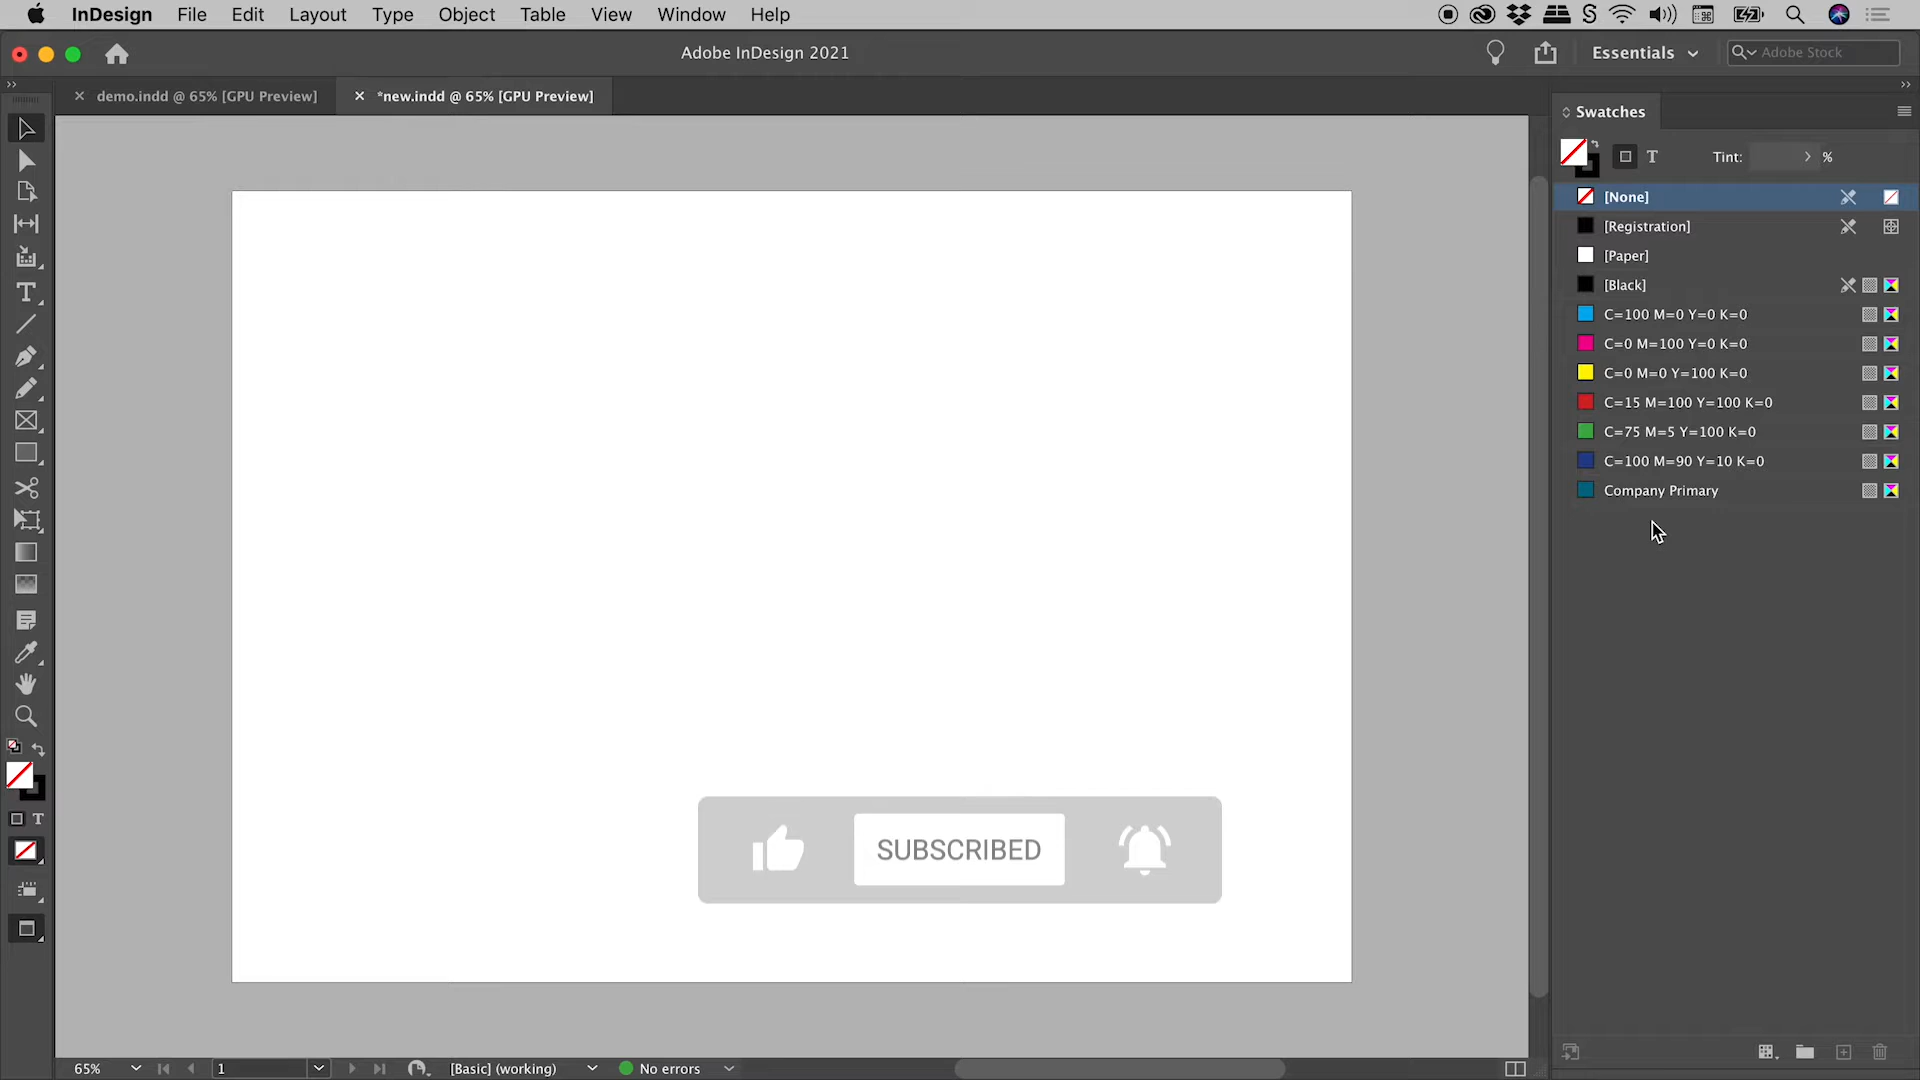 InDesign File Edit Layout Type Object Table View Window Help
Adobe InDesign 2021
Essentials
Adobe Stock
demo.indd @ 65% [GPU Preview]
*new.indd @ 65% [GPU Preview]
Swatches
T
Tint:
%
[None]
[Registration]
[Paper]
[Black]
C=100 M=0 Y=0 K=0
C=0 M=100 Y=0 K=0
C=0 M=0 Y=100 K=0
C=15 M=100 Y=100 K=0
C=75 M=5 Y=100 K=0
C=100 M=90 Y=10 K=0
Company Primary
SUBSCRIBED
65%
1
[Basic] (working)
No errors